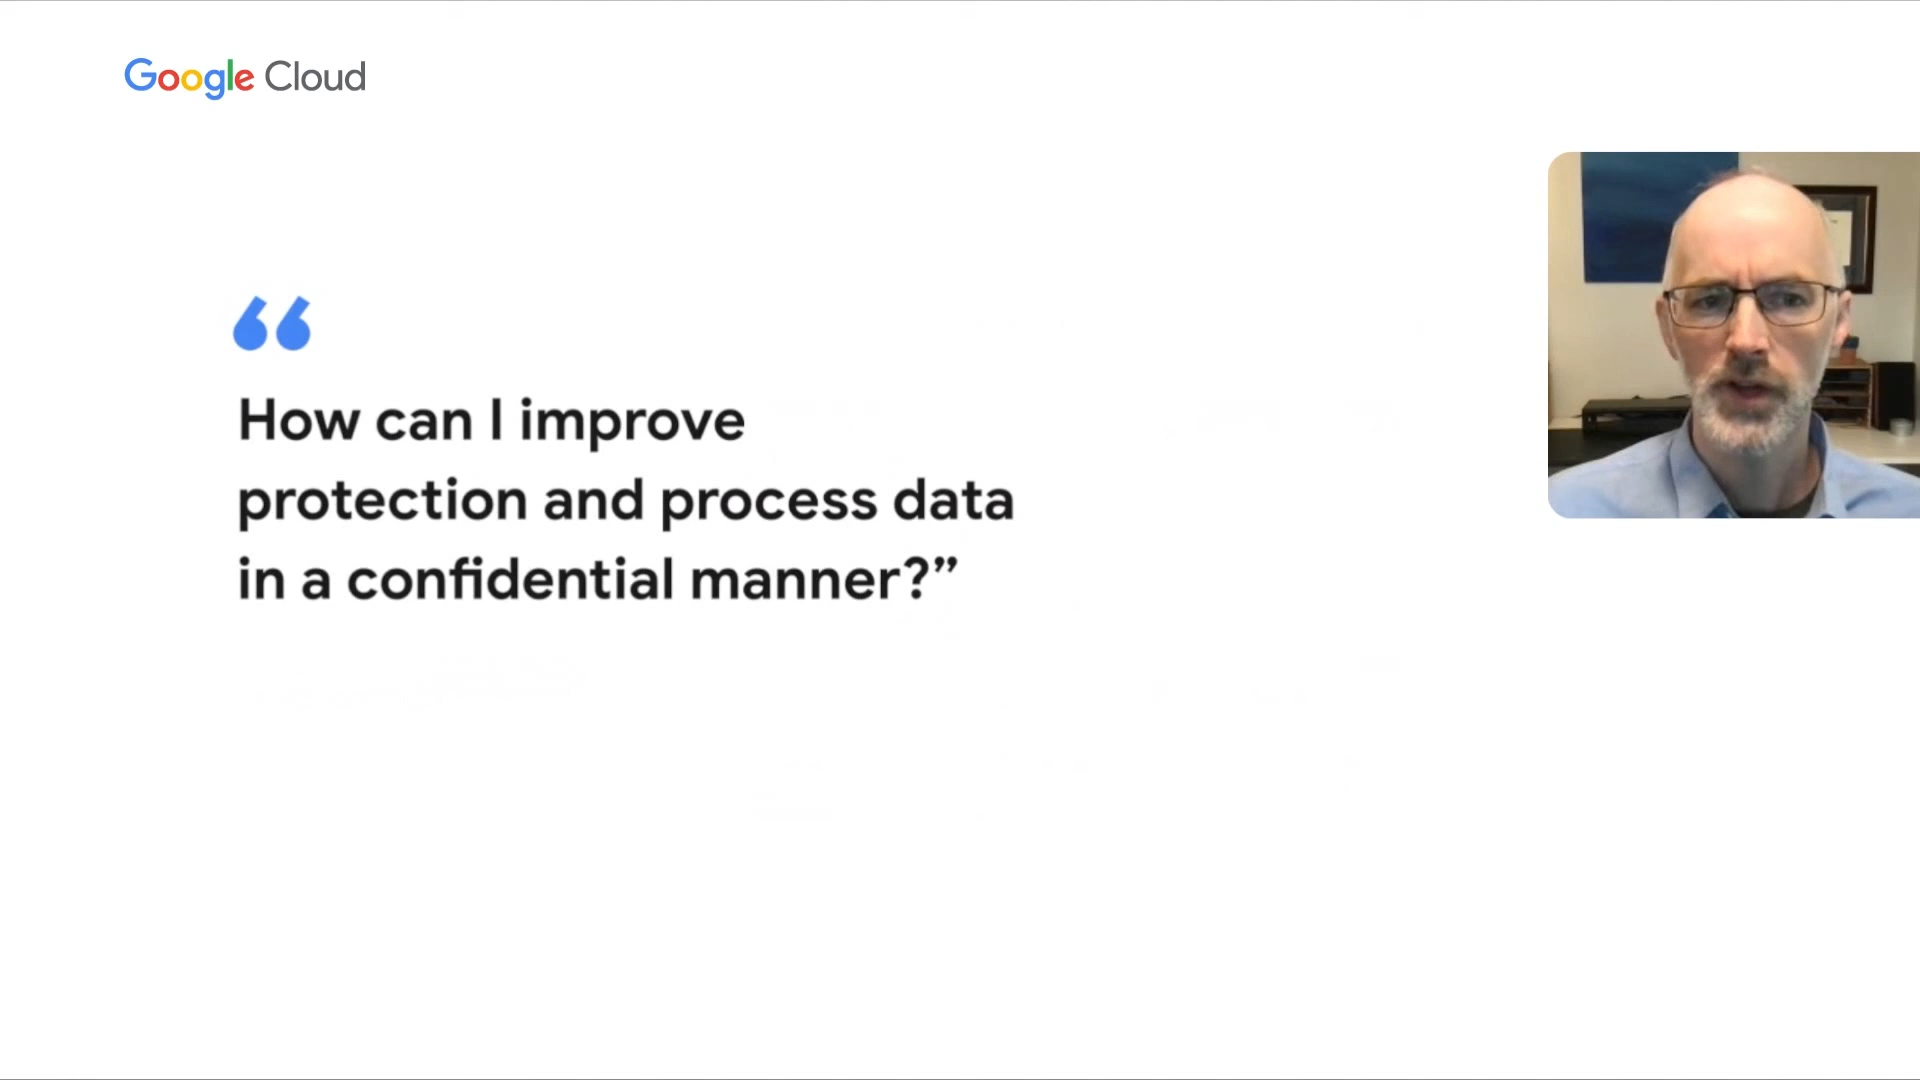 Google Cloud
“
How can I improve
protection and process data
in a confidential manner?”